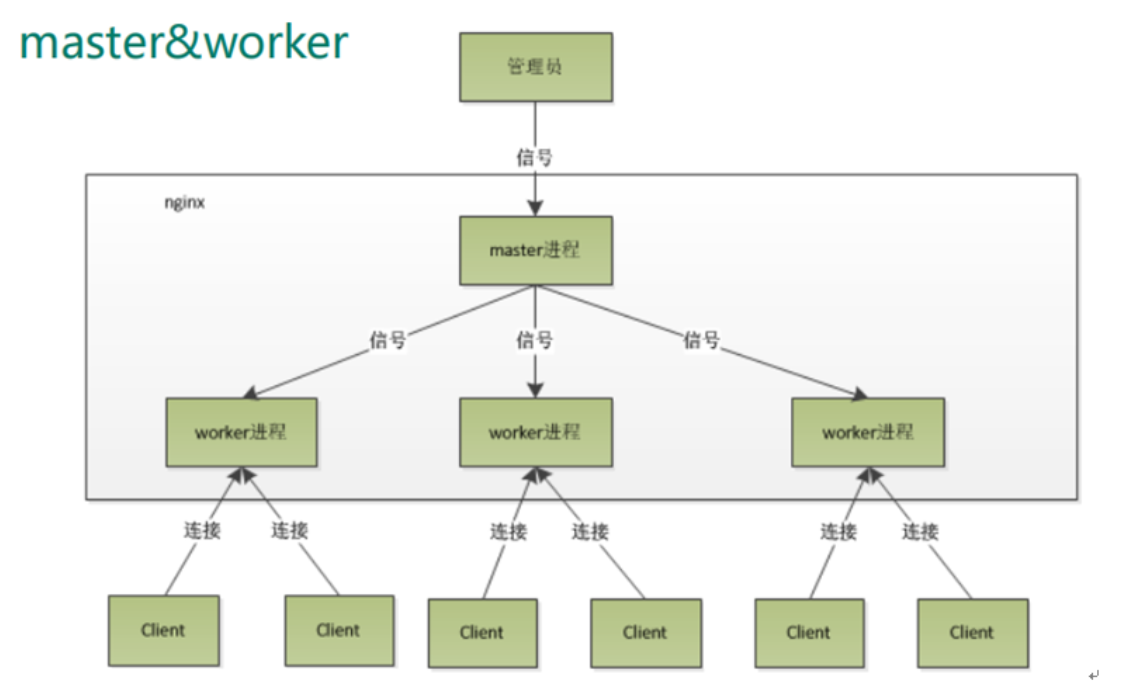 master&worker
管理员
信号
nginx
master进程
信号
信号
信号
worker进程
worker进程
worker进程
连接
连接
连接
连接
连接
连接
Client
Client
Client
Client
Client
Client